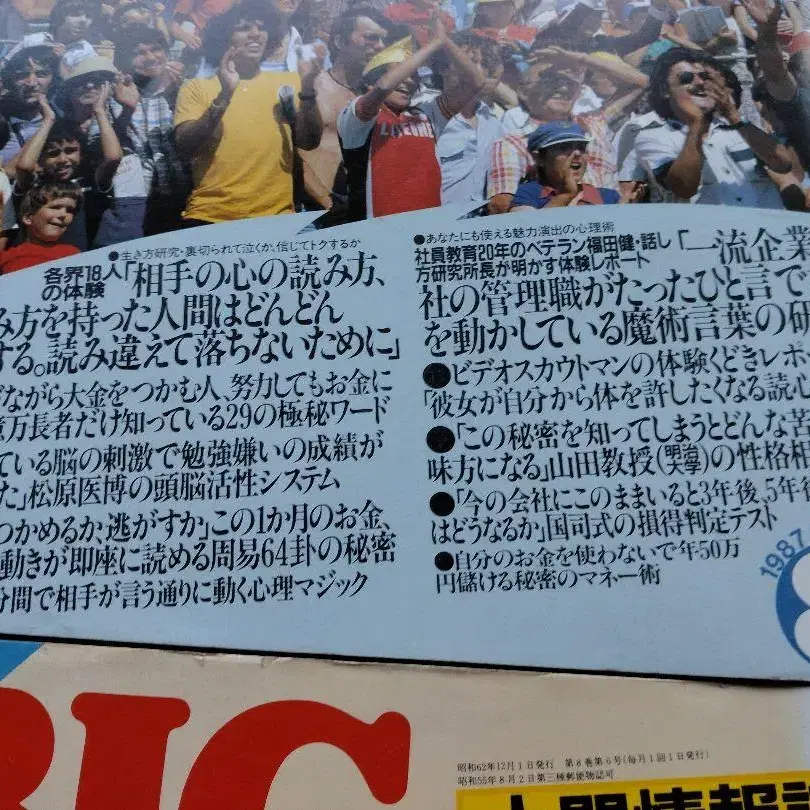 ●生き方研究・裏切られて泣くか、信じてトクするか
各界18人の体験「相手の心の読み方、
み方を持った人間はどんどん
する。読み違えて落ちないために」
ながら大金をつかむ人、努力してもお金に
万長者だけ知っている29の極秘ワード
ている脳の刺激で勉強嫌いの成績が
た」松原医博の頭脳活性システム
つかめるか、逃がすか」この1か月のお金、
動きが即座に読める周易64卦の秘密
分間で相手が言う通りに動く心理マジック
●あなたにも使える魅力演出の心理術
社員教育20年のベテラン福田健・話し
方研究所長が明かす体験レポート
「一流企業
社の管理職がたったひと言で
を動かしている魔術言葉の研
●ビデオスカウトマンの体験くどきレポ
「彼女が自分から体を許したくなる読心
●「この秘密を知ってしまうとどんな苦
味方になる」山田教授(明治大学)の性格相
●「今の会社にこのままいると3年後、5年後
はどうなるか」国司式の損得判定テスト
●自分のお金を使わないで年50万
円儲ける秘密のマネー術
1987
8
BIG
昭和62年12月1日発行 第8巻第6号(毎月1回1日発行)
昭和55年8月2日第三種郵便物認可
人間情報誌